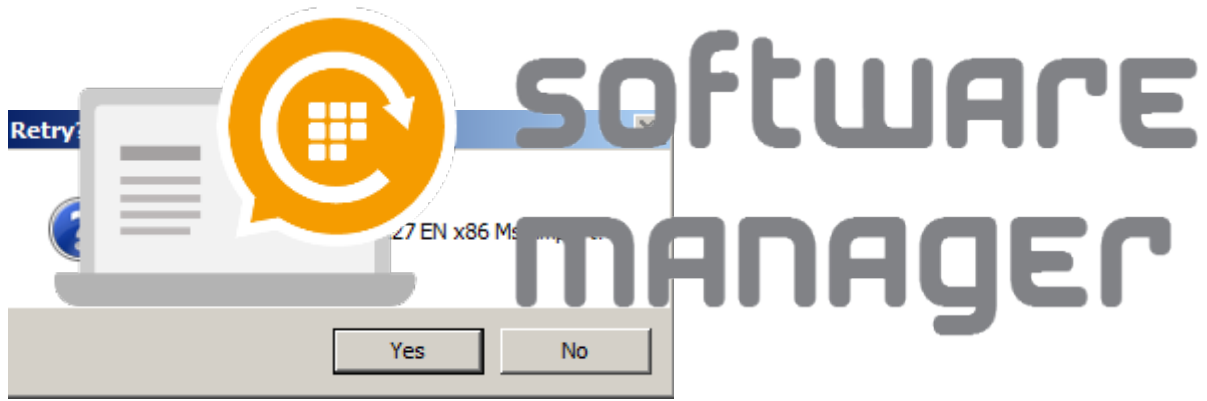 software
manager
Retry?
.27 EN x86 Ms
Yes
No